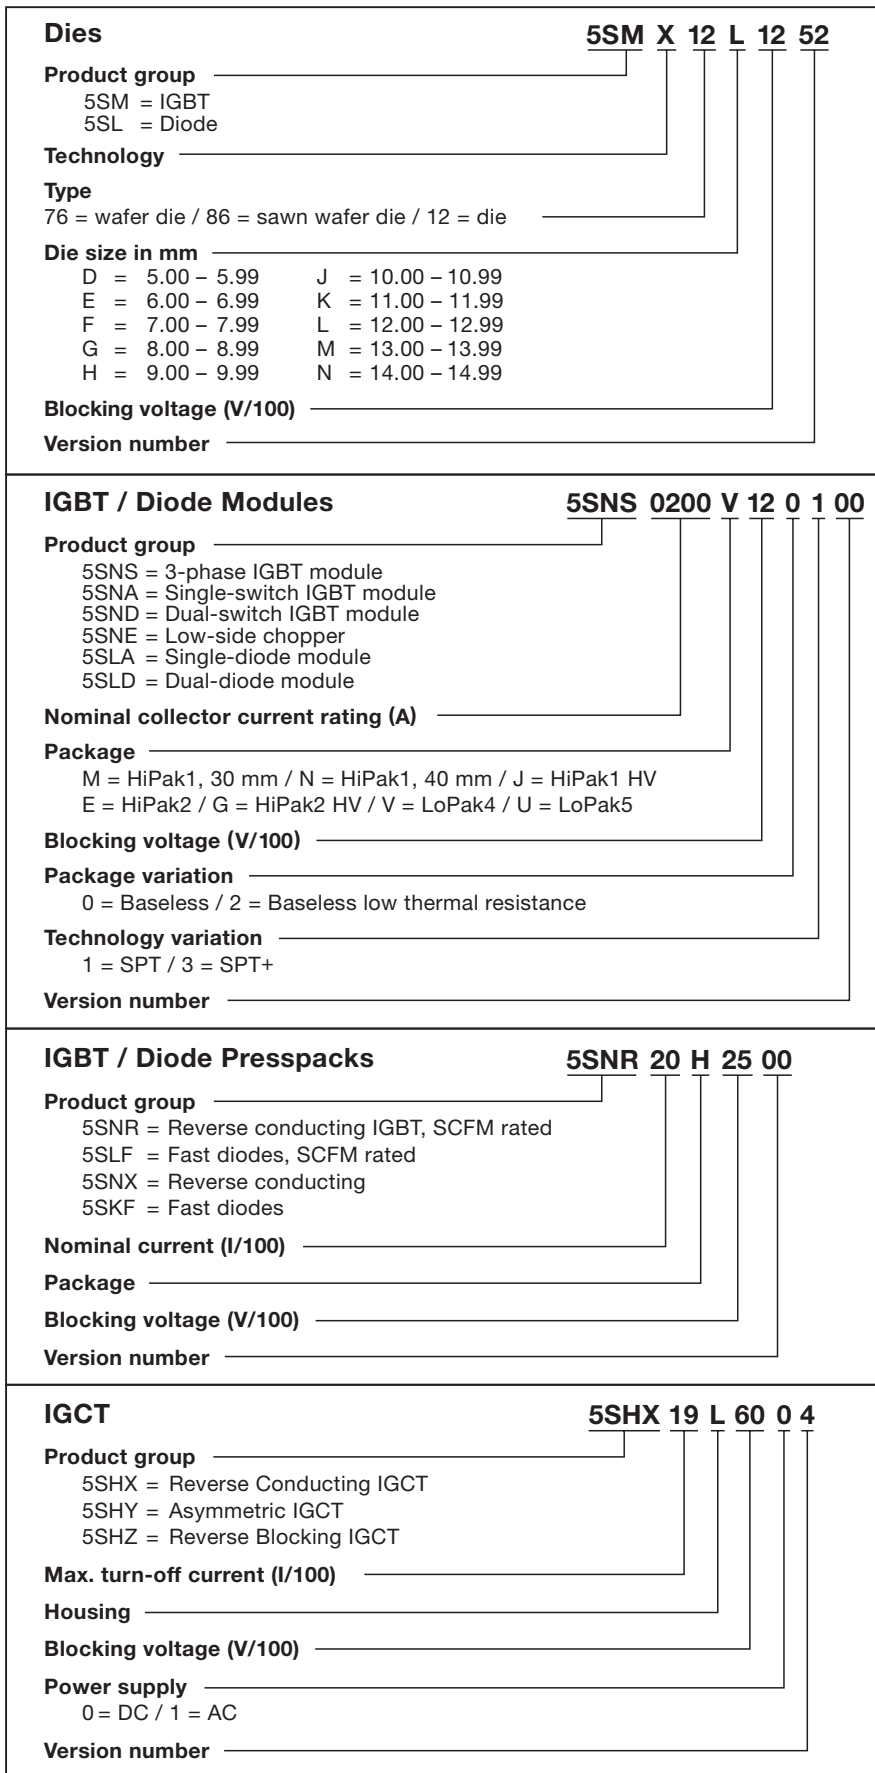 Dies 5SM X 12 L 12 52
Product group
5SM = IGBT
5SL = Diode
Technology
Type
76 = wafer die / 86 = sawn wafer die / 12 = die
Die size in mm
D = 5.00 – 5.99 J = 10.00 – 10.99
E = 6.00 – 6.99 K = 11.00 – 11.99
F = 7.00 – 7.99 L = 12.00 – 12.99
G = 8.00 – 8.99 M = 13.00 – 13.99
H = 9.00 – 9.99 N = 14.00 – 14.99
Blocking voltage (V/100)
Version number
IGBT / Diode Modules 5SNS 0200 V 12 0 1 00
Product group
5SNS = 3-phase IGBT module
5SNA = Single-switch IGBT module
5SND = Dual-switch IGBT module
5SNE = Low-side chopper
5SLA = Single-diode module
5SLD = Dual-diode module
Nominal collector current rating (A)
Package
M = HiPak1, 30 mm / N = HiPak1, 40 mm / J = HiPak1 HV
E = HiPak2 / G = HiPak2 HV / V = LoPak4 / U = LoPak5
Blocking voltage (V/100)
Package variation
0 = Baseless / 2 = Baseless low thermal resistance
Technology variation
1 = SPT / 3 = SPT+
Version number
IGBT / Diode Presspacks 5SNR 20 H 25 00
Product group
5SNR = Reverse conducting IGBT, SCFM rated
5SLF = Fast diodes, SCFM rated
5SNX = Reverse conducting
5SKF = Fast diodes
Nominal current (I/100)
Package
Blocking voltage (V/100)
Version number
IGCT 5SHX 19 L 60 0 4
Product group
5SHX = Reverse Conducting IGCT
5SHY = Asymmetric IGCT
5SHZ = Reverse Blocking IGCT
Max. turn-off current (I/100)
Housing
Blocking voltage (V/100)
Power supply
0 = DC / 1 = AC
Version number